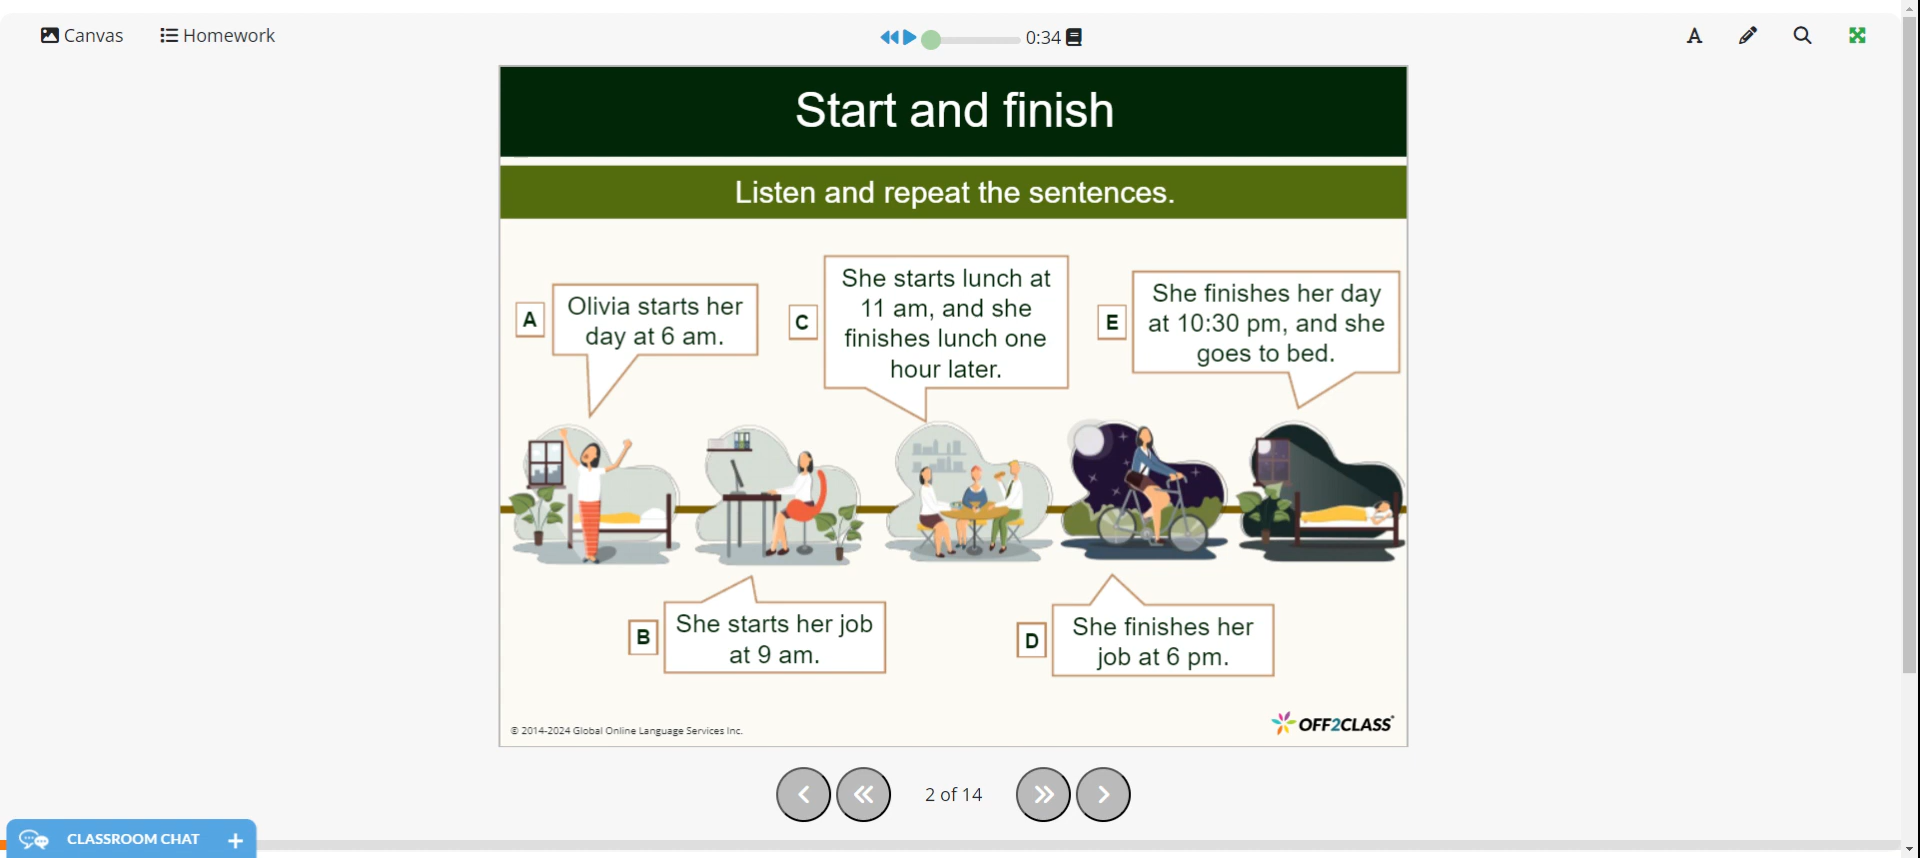 Canvas
Homework
0:34
A
Start and finish
Listen and repeat the sentences.
A
Olivia starts her
day at 6 am.
C
She starts lunch at
11 am, and she
finishes lunch one
hour later.
E
She finishes her day
at 10:30 pm, and she
goes to bed.
B
She starts her job
at 9 am.
D
She finishes her
job at 6 pm.
© 2014-2024 Global Online Language Services Inc.
OFF2CLASS
2 of 14
CLASSROOM CHAT +